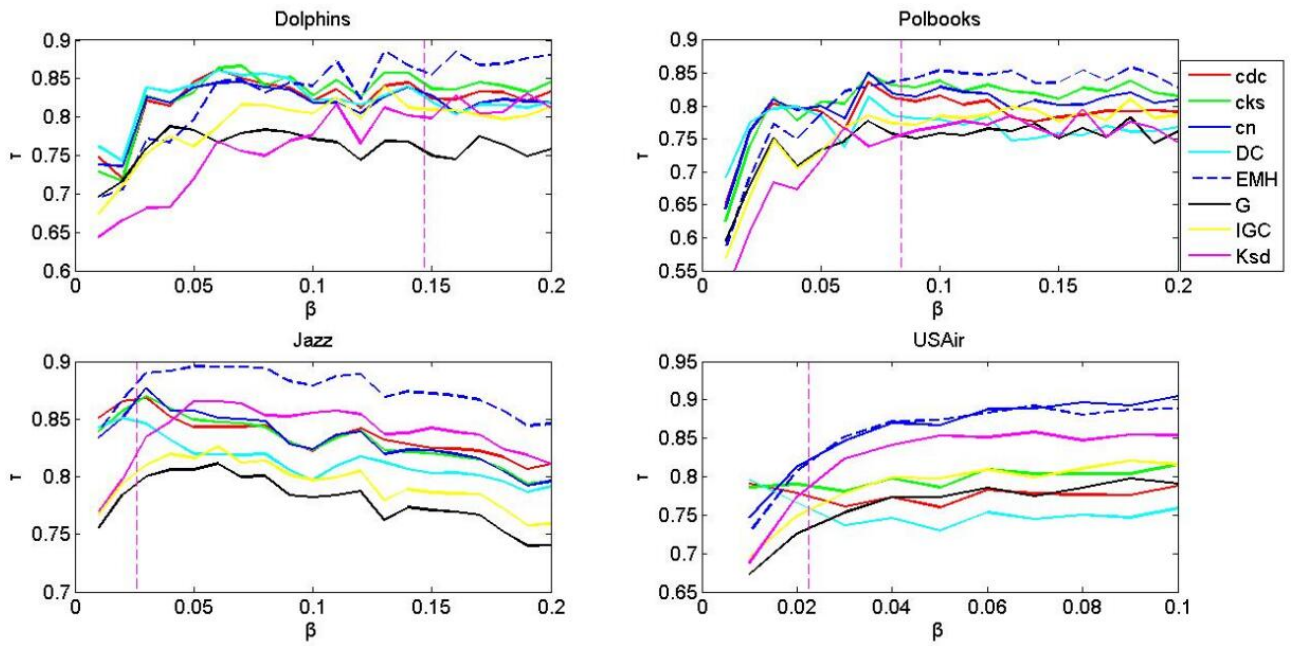 Dolphins
0.9
0.85
0.8
0.75
0.7
0.65
0.6
τ
0 0.05 0.1 0.15 0.2
β
Polbooks
0.9
0.85
0.8
0.75
0.7
0.65
0.6
0.55
τ
0 0.05 0.1 0.15 0.2
β
cdc
cks
cn
DC
EMH
G
IGC
Ksd
Jazz
0.9
0.85
0.8
0.75
0.7
τ
0 0.05 0.1 0.15 0.2
β
USAir
0.95
0.9
0.85
0.8
0.75
0.7
0.65
τ
0 0.02 0.04 0.06 0.08 0.1
β